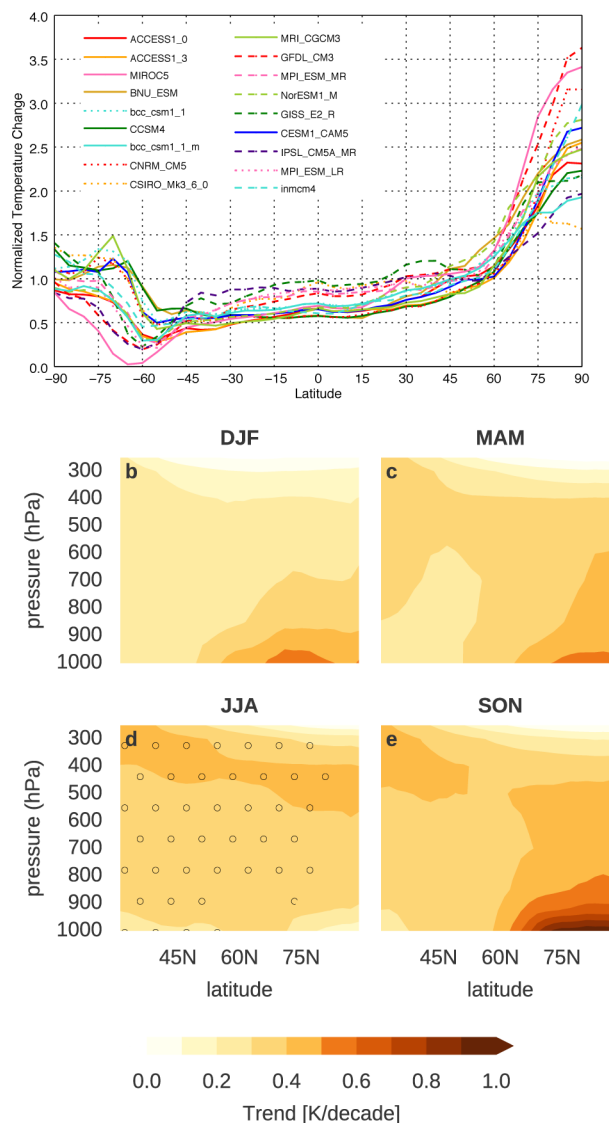 4.0
3.5
3.0
2.5
2.0
1.5
1.0
0.5
0.0
Normalized Temperature Change
ACCESS1_0
ACCESS1_3
MIROC5
BNU_ESM
bcc_csm1_1
CCSM4
bcc_csm1_1_m
CNRM_CM5
CSIRO_Mk3_6_0
MRI_CGCM3
GFDL_CM3
MPI_ESM_MR
NorESM1_M
GISS_E2_R
CESM1_CAM5
IPSL_CM5A_MR
MPI_ESM_LR
inmcm4
−90 −75 −60 −45 −30 −15 0 15 30 45 60 75 90
Latitude
DJF MAM
b c
300
400
500
600
700
800
900
1000
pressure (hPa)
JJA SON
d e
300
400
500
600
700
800
900
1000
pressure (hPa)
45N 60N 75N 45N 60N 75N
latitude latitude
0.0 0.2 0.4 0.6 0.8 1.0
Trend [K/decade]